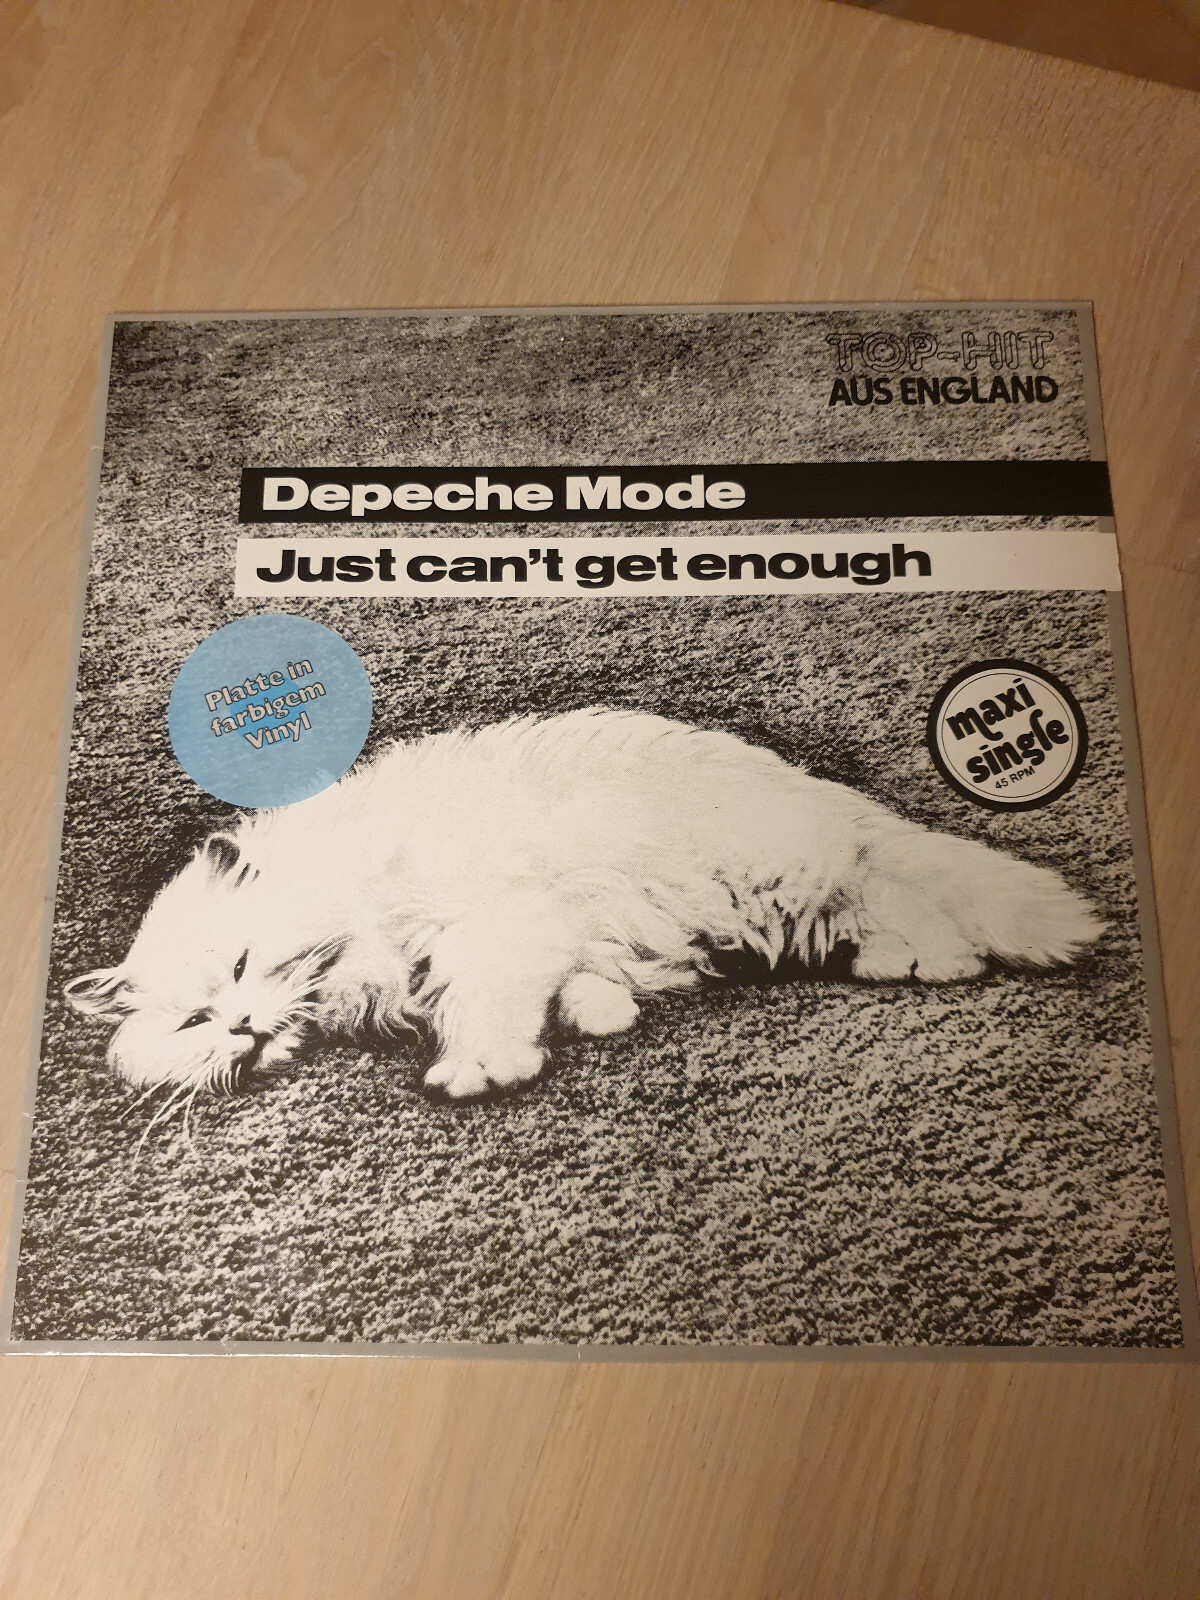 TOP-HIT
AUS ENGLAND
Depeche Mode
Just can't get enough
Platte in
farbigem
Vinyl
maxi
single
45 RPM